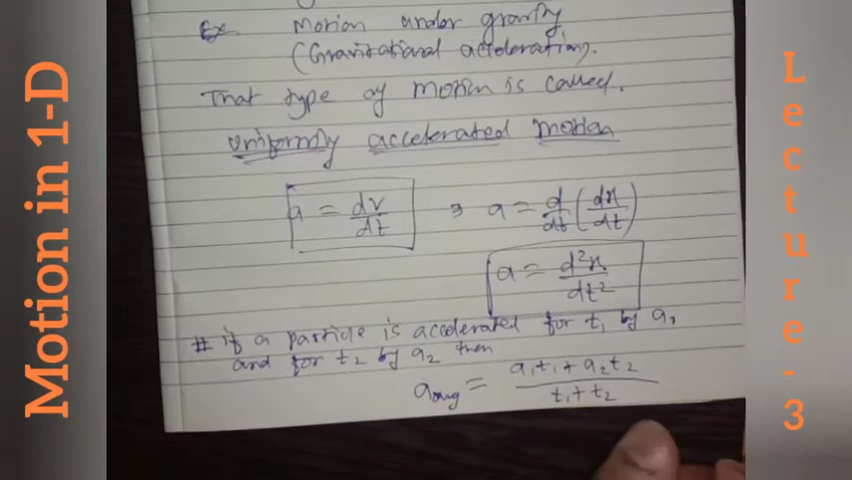 Motion in 1-D
Ex Motion under gravity
(Gravitational acceleration).
That type of motion is called.
uniformly accelerated motion
a = dv/dt ⇒ a = d/dt (dx/dt)
a = d²x/dt²
# if a particle is accelerated for t₁ by a₁
and for t₂ by a₂ then
a_avg = (a₁t₁ + a₂t₂)/(t₁ + t₂)
Lecture-3